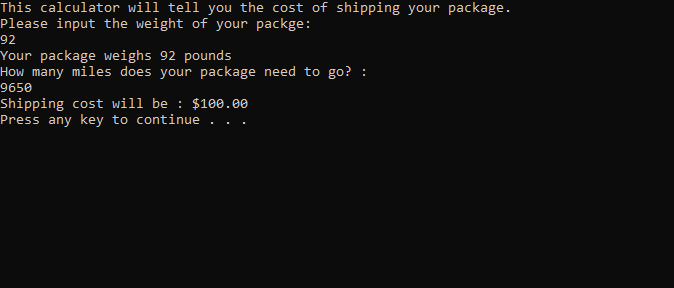 This calculator will tell you the cost of shipping your package.
Please input the weight of your packge:
92
Your package weighs 92 pounds
How many miles does your package need to go? :
9650
Shipping cost will be : $100.00
Press any key to continue . . .